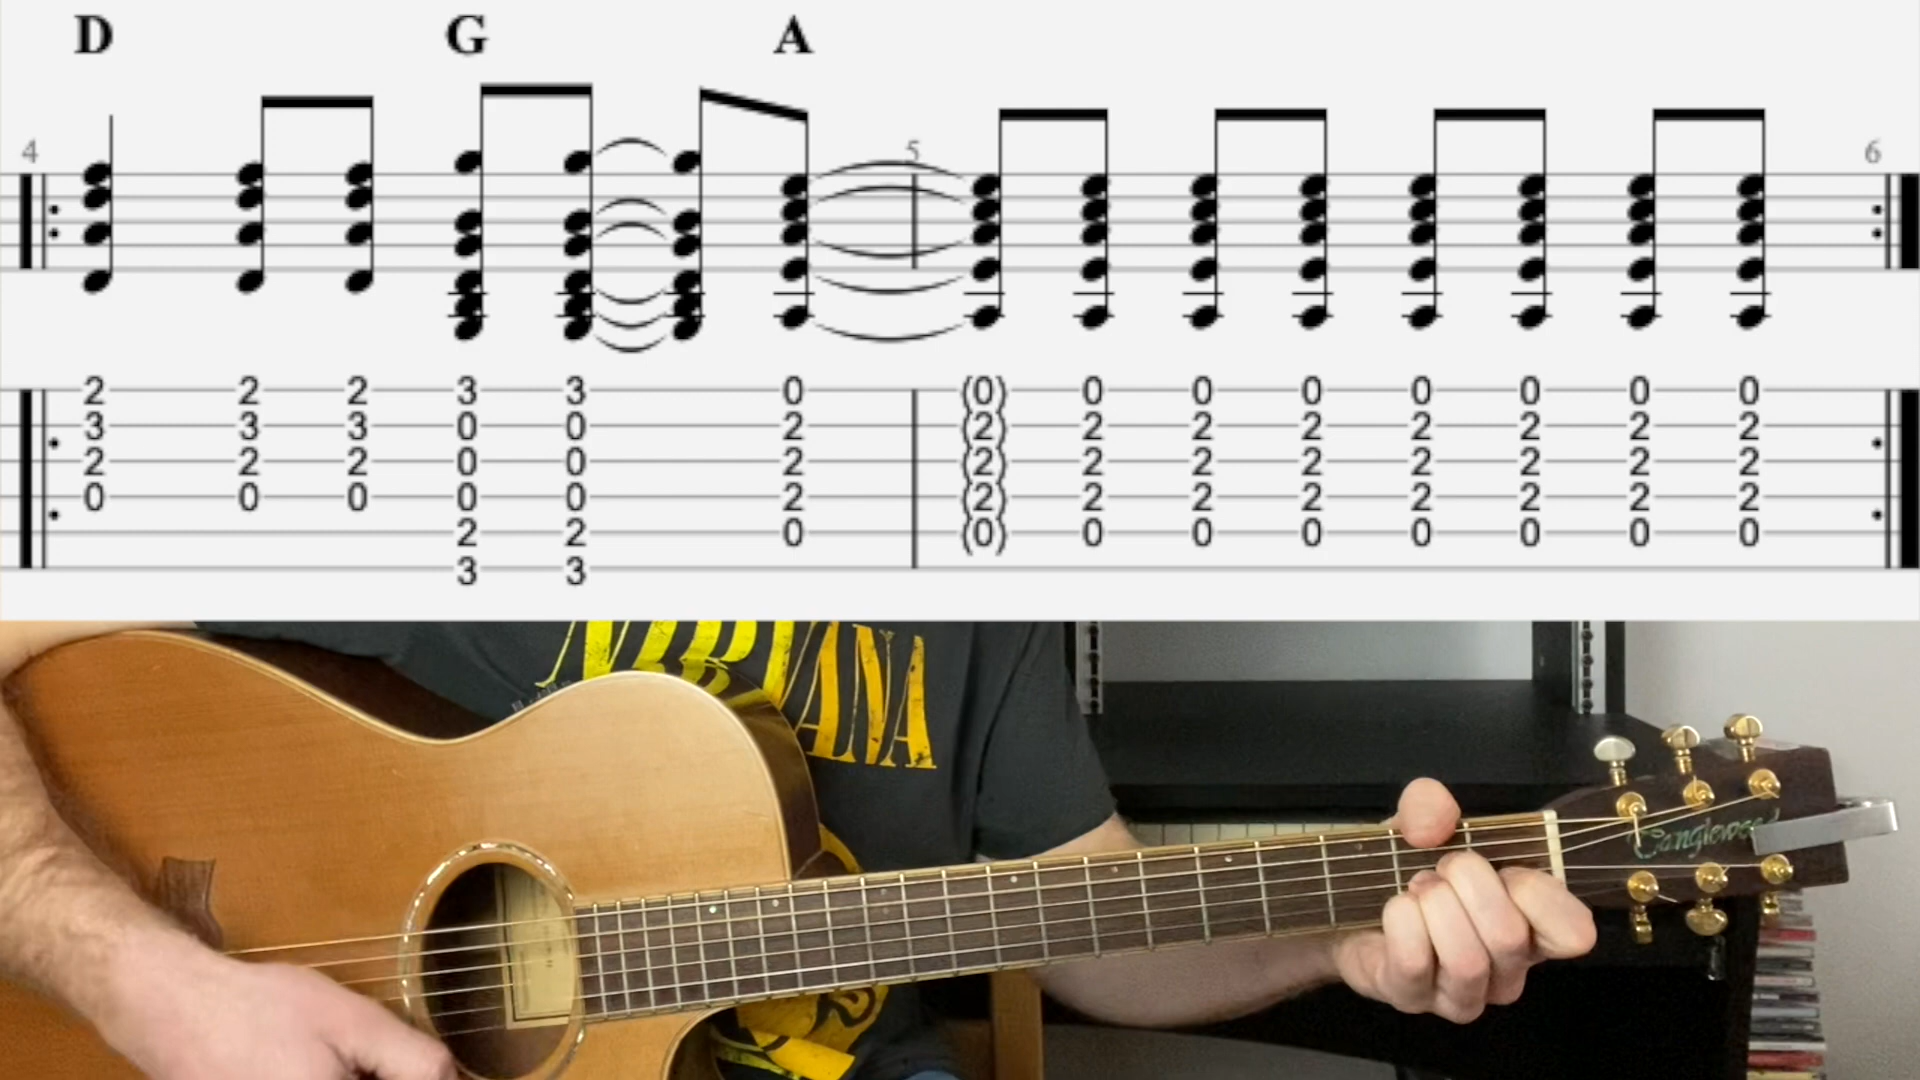 D G A
4 5 6
2 2 2 3 3 0 (0) 0 0 0 0 0 0 0
3 3 3 0 0 2 (2) 2 2 2 2 2 2 2
2 2 2 0 0 2 (2) 2 2 2 2 2 2 2
0 0 0 0 0 2 (2) 2 2 2 2 2 2 2
2 2 0 (0) 0 0 0 0 0 0 0
3 3
NIRVANA
Tanglewood